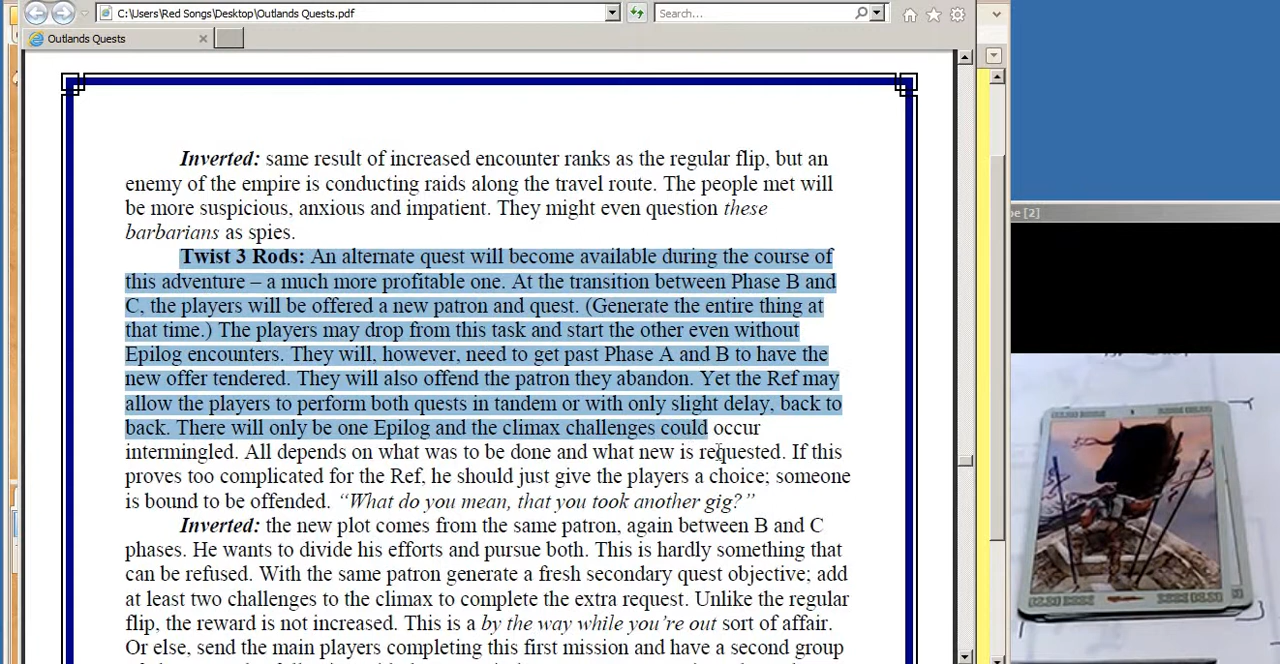 C:\Users\Red Songs\Desktop\Outlands Quests.pdf
Search...
Outlands Quests
Inverted: same result of increased encounter ranks as the regular flip, but an
enemy of the empire is conducting raids along the travel route. The people met will
be more suspicious, anxious and impatient. They might even question these
barbarians as spies.
Twist 3 Rods: An alternate quest will become available during the course of
this adventure – a much more profitable one. At the transition between Phase B and
C, the players will be offered a new patron and quest. (Generate the entire thing at
that time.) The players may drop from this task and start the other even without
Epilog encounters. They will, however, need to get past Phase A and B to have the
new offer tendered. They will also offend the patron they abandon. Yet the Ref may
allow the players to perform both quests in tandem or with only slight delay, back to
back. There will only be one Epilog and the climax challenges could occur
intermingled. All depends on what was to be done and what new is requested. If this
proves too complicated for the Ref, he should just give the players a choice; someone
is bound to be offended. “What do you mean, that you took another gig?”
Inverted: the new plot comes from the same patron, again between B and C
phases. He wants to divide his efforts and pursue both. This is hardly something that
can be refused. With the same patron generate a fresh secondary quest objective; add
at least two challenges to the climax to complete the extra request. Unlike the regular
flip, the reward is not increased. This is a by the way while you’re out sort of affair.
Or else, send the main players completing this first mission and have a second group
[2]